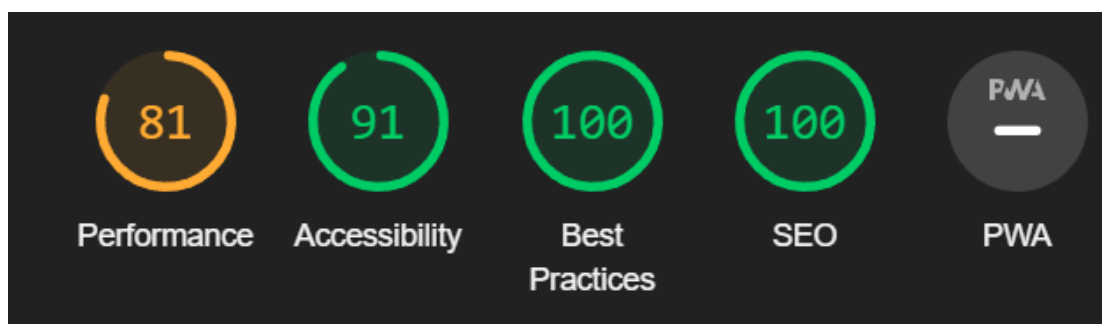 81
91
100
100
PWA
Performance
Accessibility
Best
Practices
SEO
PWA